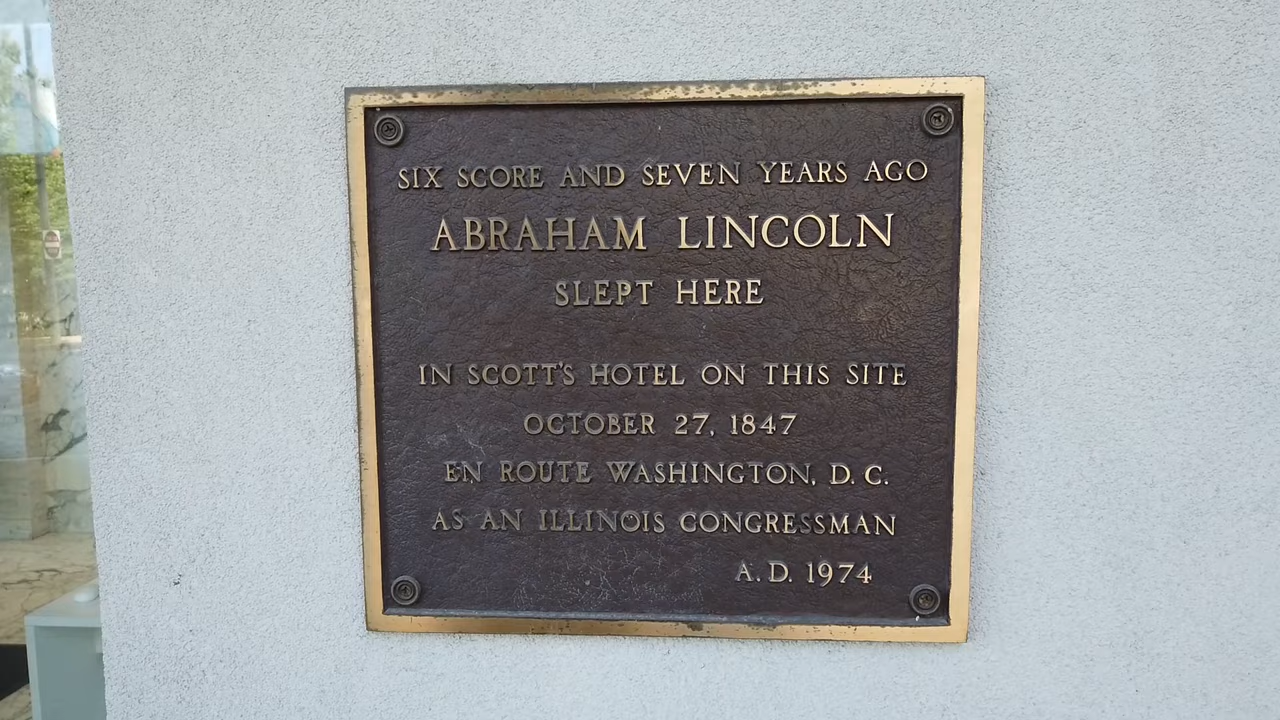 SIX SCORE AND SEVEN YEARS AGO
ABRAHAM LINCOLN
SLEPT HERE
IN SCOTT'S HOTEL ON THIS SITE
OCTOBER 27, 1847
EN ROUTE WASHINGTON, D. C.
AS AN ILLINOIS CONGRESSMAN
A. D. 1974